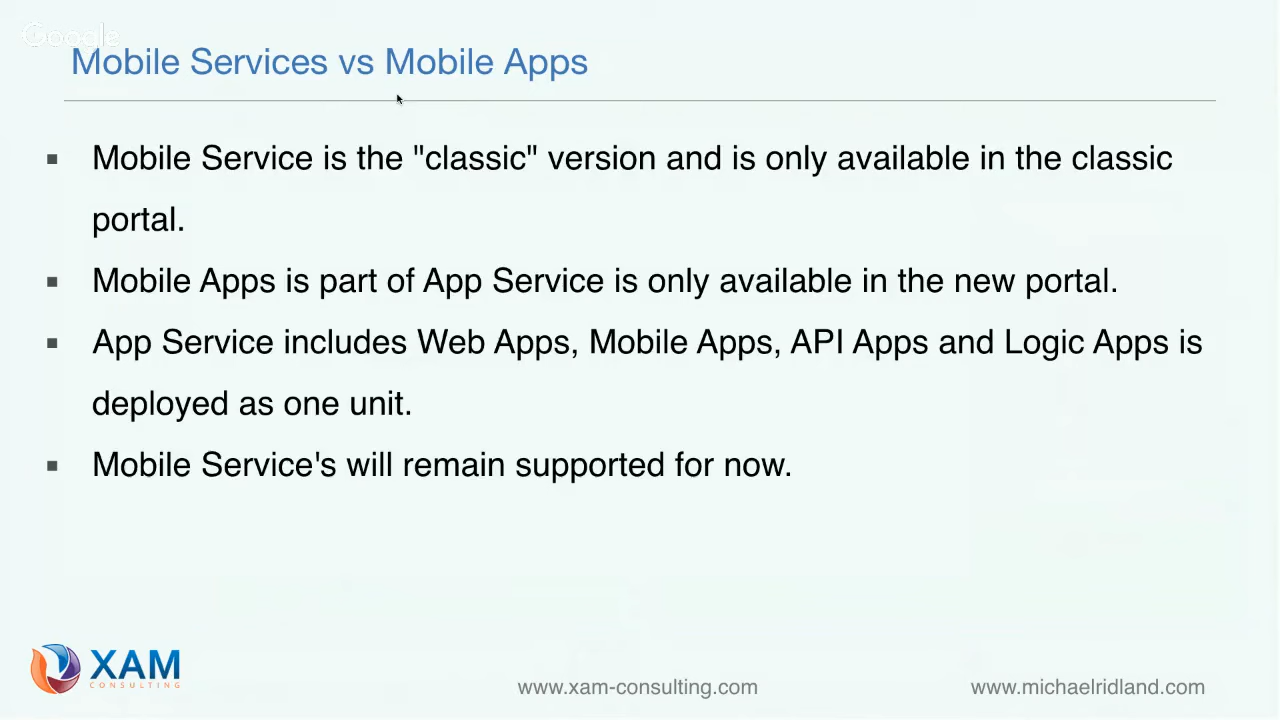 Google
Mobile Services vs Mobile Apps
Mobile Service is the "classic" version and is only available in the classic
portal.
Mobile Apps is part of App Service is only available in the new portal.
App Service includes Web Apps, Mobile Apps, API Apps and Logic Apps is
deployed as one unit.
Mobile Service's will remain supported for now.
XAM
CONSULTING
www.xam-consulting.com
www.michaelridland.com